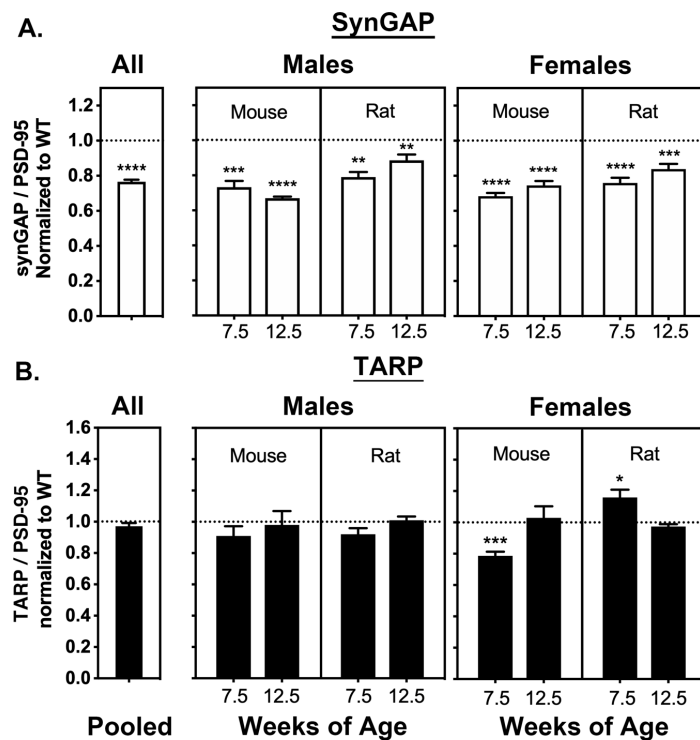 A.
SynGAP
All
Males
Females
synGAP / PSD-95
Normalized to WT
1.2
1.0
0.8
0.6
0.4
0.2
0.0
****
Mouse
Rat
*** **** ** **
7.5 12.5 7.5 12.5
Mouse
Rat
**** **** **** ***
7.5 12.5 7.5 12.5
B.
TARP
All
Males
Females
TARP / PSD-95
normalized to WT
1.6
1.4
1.2
1.0
0.8
0.6
0.4
0.2
0.0
Mouse
Rat
7.5 12.5 7.5 12.5
Mouse
Rat
*** *
7.5 12.5 7.5 12.5
Pooled
Weeks of Age
Weeks of Age